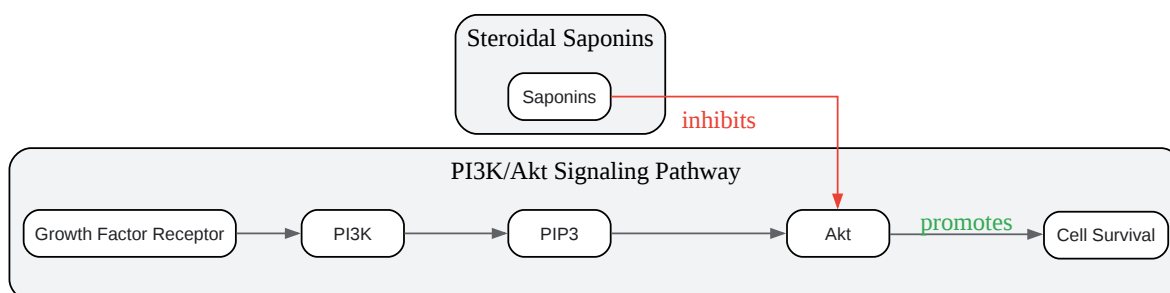 Steroidal Saponins
Saponins
inhibits
PI3K/Akt Signaling Pathway
Growth Factor Receptor
PI3K
PIP3
Akt
promotes
Cell Survival